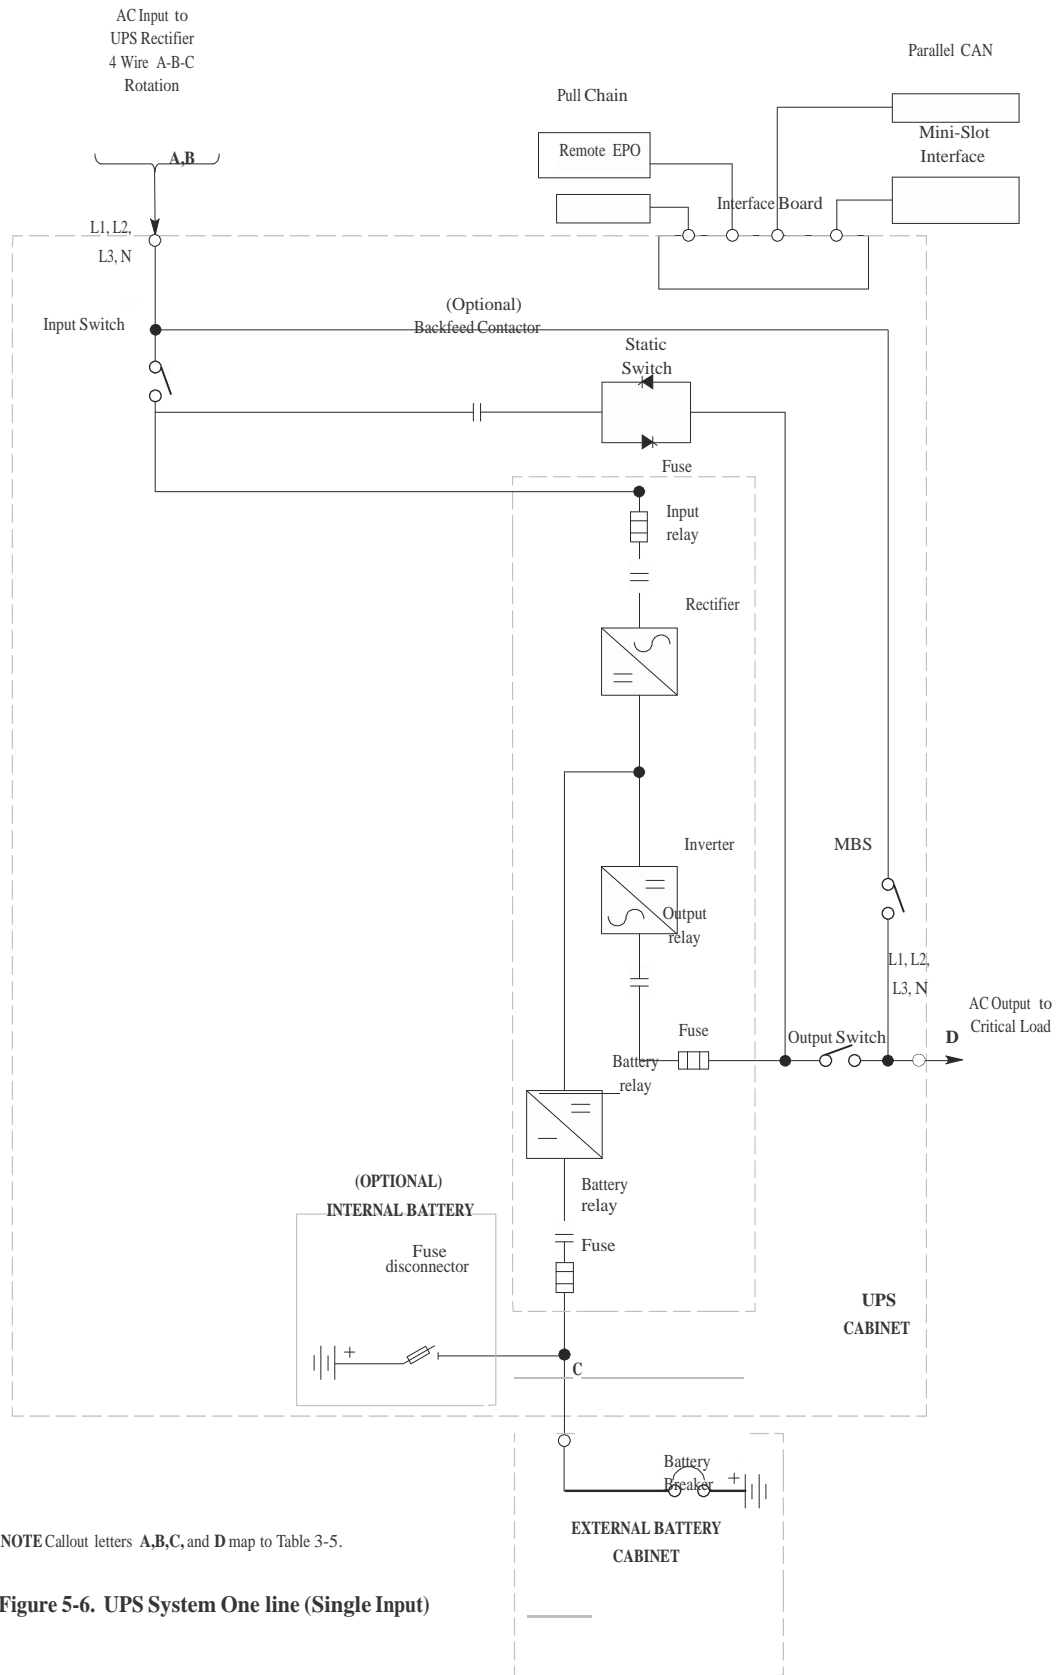 AC Input to
UPS Rectifier
4 Wire A-B-C
Rotation
Parallel CAN
Pull Chain
Mini-Slot
Interface
Remote EPO
A,B
Interface Board
L1, L2,
L3, N
(Optional)
Backfeed Contactor
Input Switch
Static
Switch
Fuse
Input
relay
Rectifier
Inverter
MBS
Output
relay
L1, L2,
L3, N
AC Output to
Critical Load
Fuse
Output Switch
D
Battery
relay
(OPTIONAL)
INTERNAL BATTERY
Battery
relay
Fuse
disconnector
Fuse
UPS
CABINET
+
C
Battery
Breaker
+
EXTERNAL BATTERY
CABINET
NOTE Callout letters A,B,C, and D map to Table 3-5.
Figure 5-6. UPS System One line (Single Input)